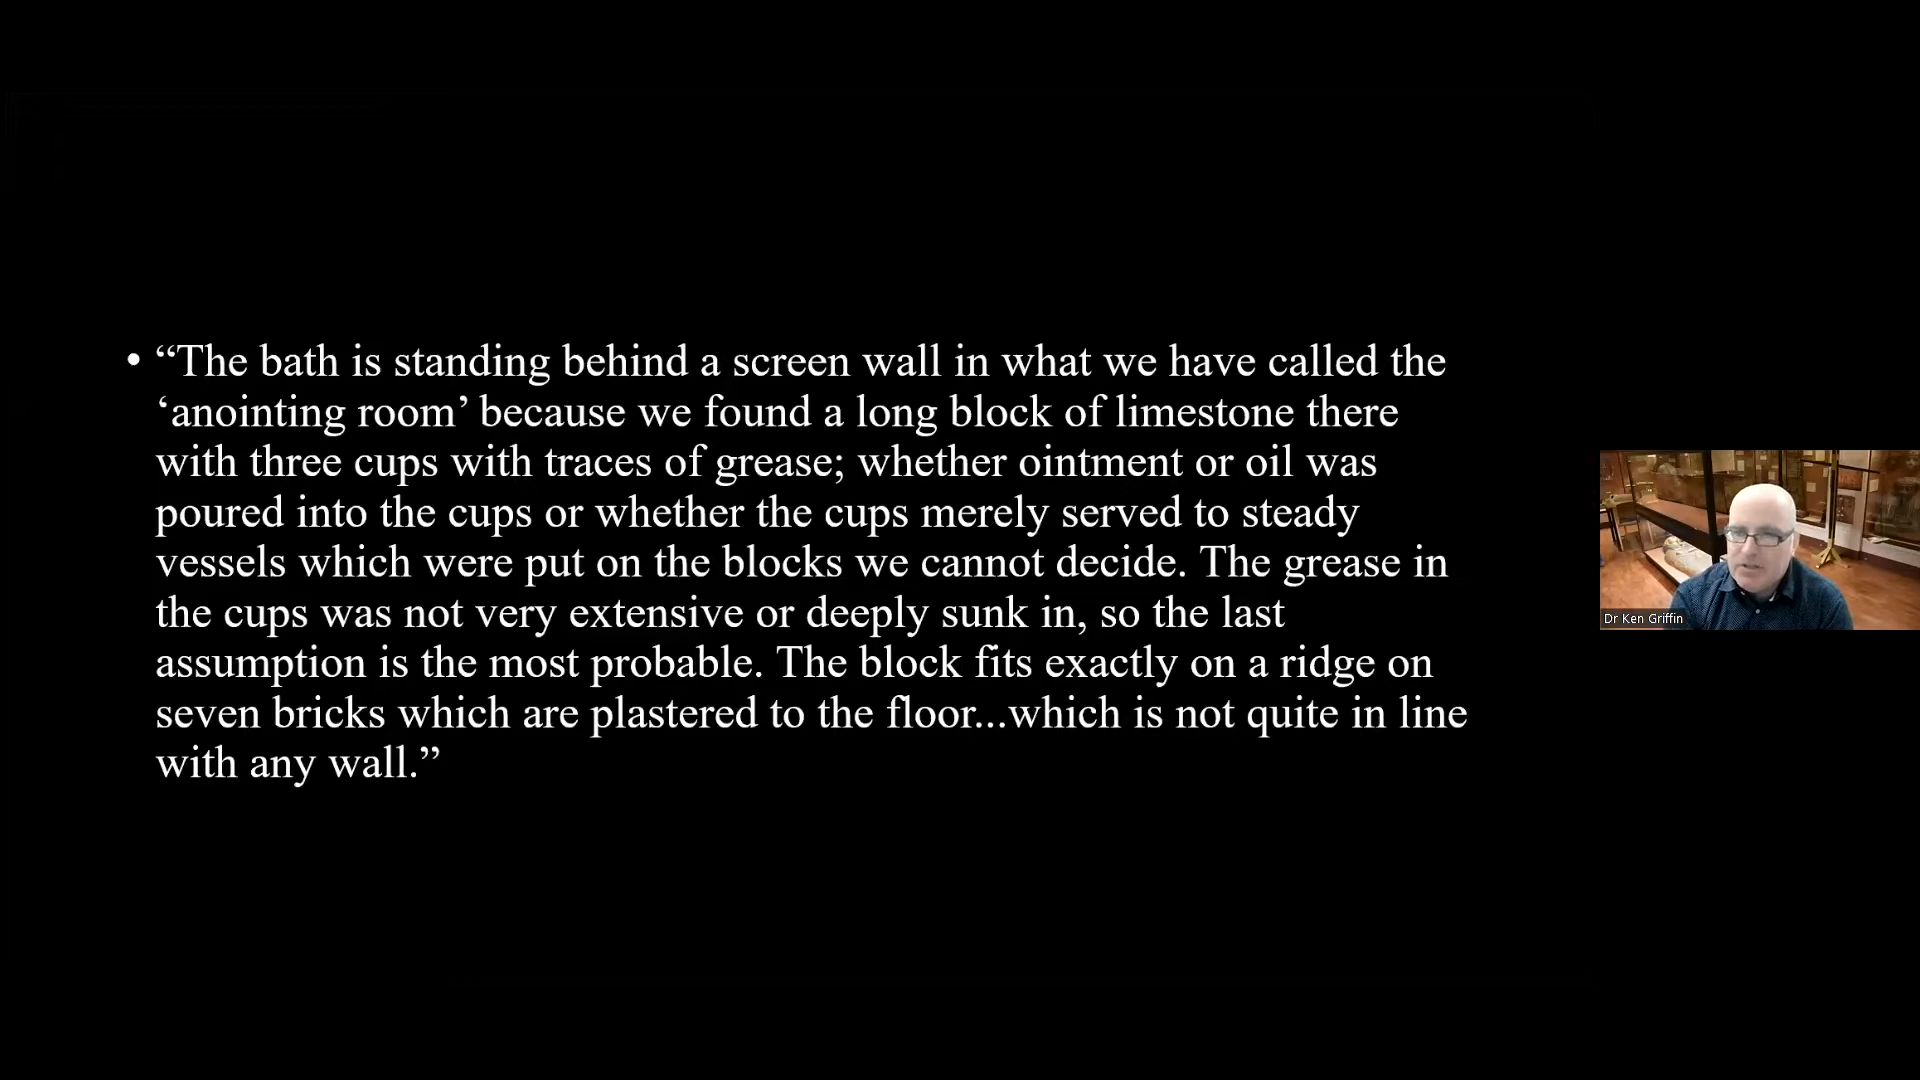 • “The bath is standing behind a screen wall in what we have called the
‘anointing room’ because we found a long block of limestone there
with three cups with traces of grease; whether ointment or oil was
poured into the cups or whether the cups merely served to steady
vessels which were put on the blocks we cannot decide. The grease in
the cups was not very extensive or deeply sunk in, so the last
assumption is the most probable. The block fits exactly on a ridge on
seven bricks which are plastered to the floor...which is not quite in line
with any wall.”
Dr Ken Griffin